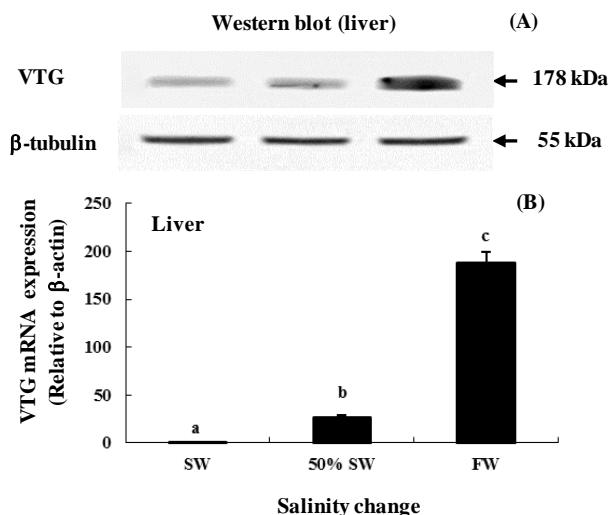 Western blot (liver)
(A)
VTG
178 kDa
β-tubulin
55 kDa
(B)
Liver
VTG mRNA expression
(Relative to β-actin)
250
200
150
100
50
0
a
b
c
SW
50% SW
FW
Salinity change